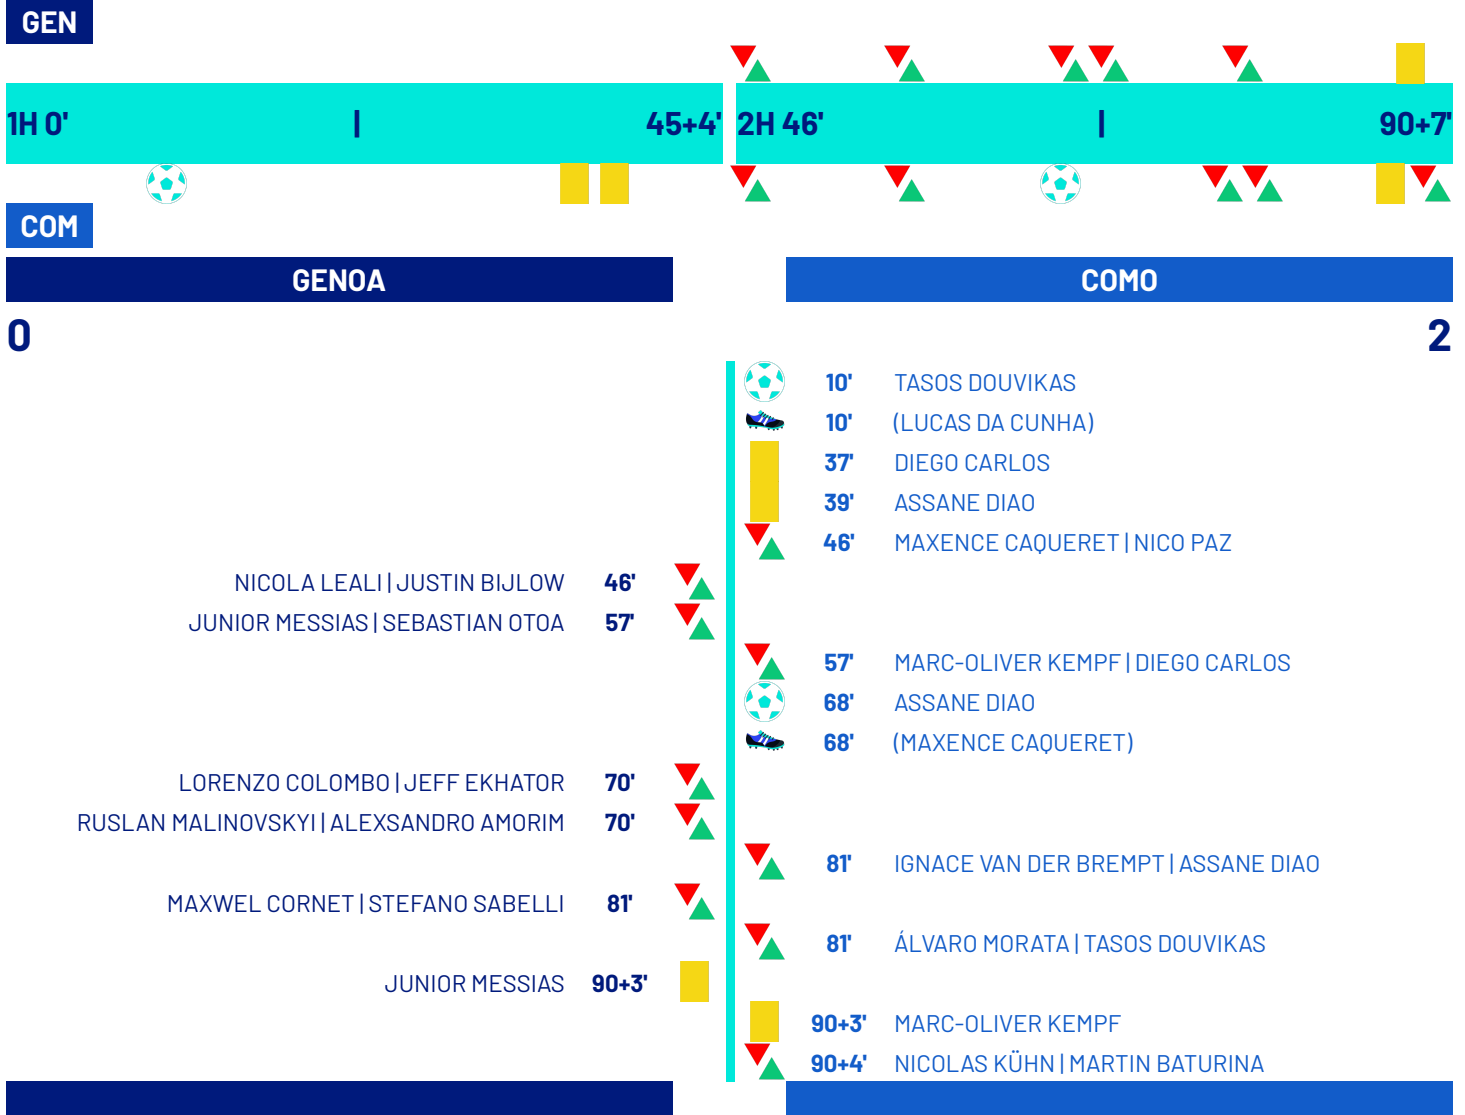 GEN
1H 0' | 45+4' 2H 46' | 90+7'
COM
GENOA COMO
0 2
10' TASOS DOUVIKAS
10' (LUCAS DA CUNHA)
37' DIEGO CARLOS
39' ASSANE DIAO
46' MAXENCE CAQUERET | NICO PAZ
NICOLA LEALI | JUSTIN BIJLOW 46'
JUNIOR MESSIAS | SEBASTIAN OTOA 57'
57' MARC-OLIVER KEMPF | DIEGO CARLOS
68' ASSANE DIAO
68' (MAXENCE CAQUERET)
LORENZO COLOMBO | JEFF EKHATOR 70'
RUSLAN MALINOVSKYI | ALEXSANDRO AMORIM 70'
81' IGNACE VAN DER BREMPT | ASSANE DIAO
MAXWEL CORNET | STEFANO SABELLI 81'
81' ÁLVARO MORATA | TASOS DOUVIKAS
JUNIOR MESSIAS 90+3'
90+3' MARC-OLIVER KEMPF
90+4' NICOLAS KÜHN | MARTIN BATURINA